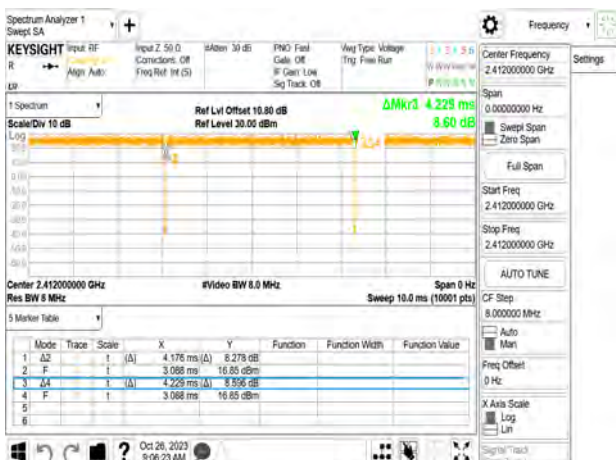 Spectrum Analyzer 1
Swept SA
+
Frequency
KEYSIGHT Input: RF
Input Z: 50 Ω
#Atten: 30 dB
PNO: Fast
Avg Type: Voltage
R
Align: Auto
Corrections: Off
Gate: Off
Trig: Free Run
Freq Ref: Int (S)
IF Gain: Low
Sig Track: Off
Center Frequency
2.412000000 GHz
Settings
1 Spectrum
Ref Lvl Offset 10.80 dB
ΔMkr3 4.229 ms
Scale/Div 10 dB
Ref Level 30.00 dBm
8.60 dB
Log
Span
0.00000000 Hz
Swept Span
Zero Span
Full Span
Start Freq
2.412000000 GHz
Stop Freq
2.412000000 GHz
AUTO TUNE
Center 2.412000000 GHz
#Video BW 8.0 MHz
Span 0 Hz
Res BW 8 MHz
Sweep 10.0 ms (10001 pts)
CF Step
8.000000 MHz
Auto
Man
5 Marker Table
Mode Trace Scale X Y Function Function Width Function Value
1 Δ2 t (Δ) 4.176 ms (Δ) 8.278 dB
2 F t 3.088 ms 16.85 dBm
3 Δ4 t (Δ) 4.229 ms (Δ) 8.596 dB
4 F t 3.088 ms 16.85 dBm
5
6
Freq Offset
0 Hz
X Axis Scale
Log
Lin
Signal Track
?
Oct 26, 2023
9:06:23 AM